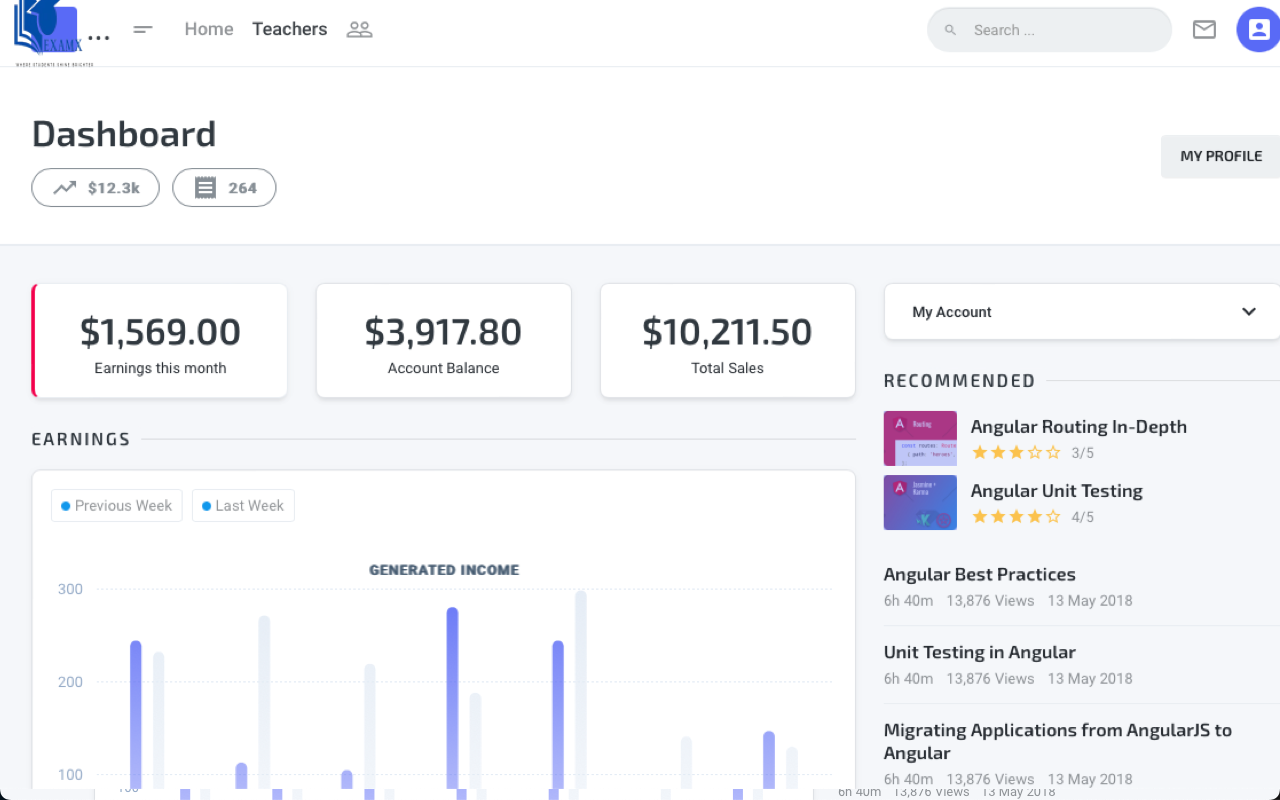 EXAMX
...
WHERE STUDENTS SHINE BRIGHTER
Home
Teachers
Search ...
Dashboard
$12.3k
264
MY PROFILE
$1,569.00
Earnings this month
$3,917.80
Account Balance
$10,211.50
Total Sales
EARNINGS
Previous Week
Last Week
GENERATED INCOME
300
200
100
My Account
RECOMMENDED
Routing
Angular Routing In-Depth
3/5
Jasmine +
Karma
Angular Unit Testing
4/5
Angular Best Practices
6h 40m 13,876 Views 13 May 2018
Unit Testing in Angular
6h 40m 13,876 Views 13 May 2018
Migrating Applications from AngularJS to
Angular
6h 40m 13,876 Views 13 May 2018
6h 40m 13,876 Views 13 May 2018